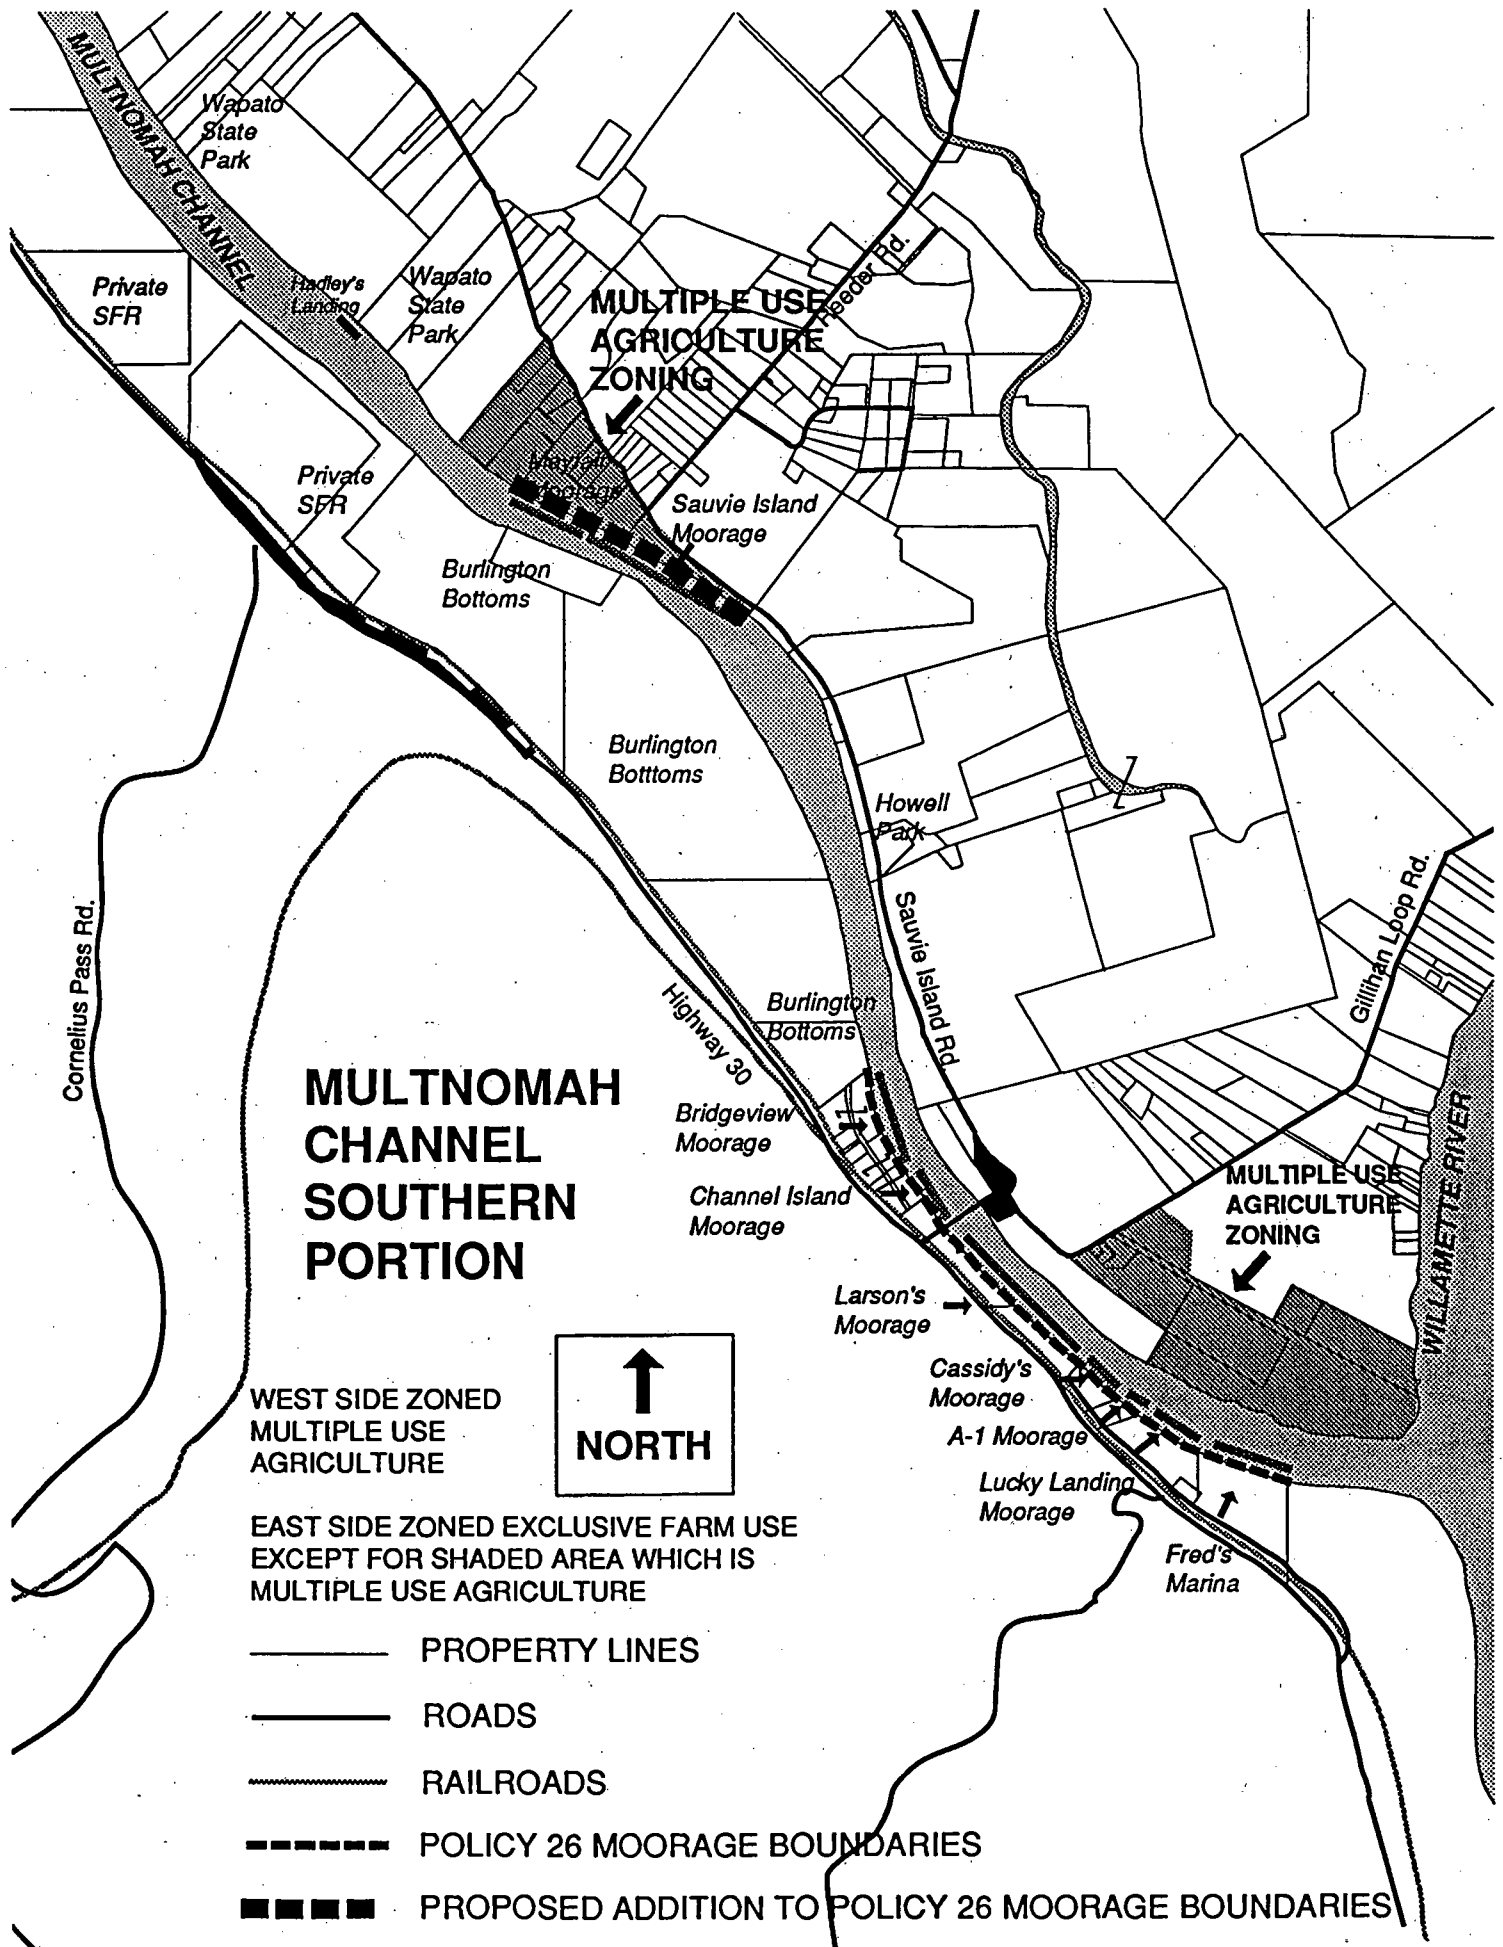 MULTNOMAH CHANNEL
Wapato
State
Park
Private
SFR
Hadley's
Landing
Wapato
State
Park
MULTIPLE USE
AGRICULTURE
ZONING
Reeder Rd.
Private
SFR
Mayfair
Moorage
Sauvie Island
Moorage
Burlington
Bottoms
Burlington
Botttoms
Howell
Park
Cornelius Pass Rd.
Sauvie Island Rd.
Gillihan Loop Rd.
Highway 30
Burlington
Bottoms
MULTNOMAH
CHANNEL
SOUTHERN
PORTION
Bridgeview
Moorage
Channel Island
Moorage
MULTIPLE USE
AGRICULTURE
ZONING
WILLAMETTE RIVER
Larson's
Moorage
Cassidy's
Moorage
A-1 Moorage
Lucky Landing
Moorage
Fred's
Marina
NORTH
WEST SIDE ZONED
MULTIPLE USE
AGRICULTURE
EAST SIDE ZONED EXCLUSIVE FARM USE
EXCEPT FOR SHADED AREA WHICH IS
MULTIPLE USE AGRICULTURE
PROPERTY LINES
ROADS
RAILROADS
POLICY 26 MOORAGE BOUNDARIES
PROPOSED ADDITION TO POLICY 26 MOORAGE BOUNDARIES